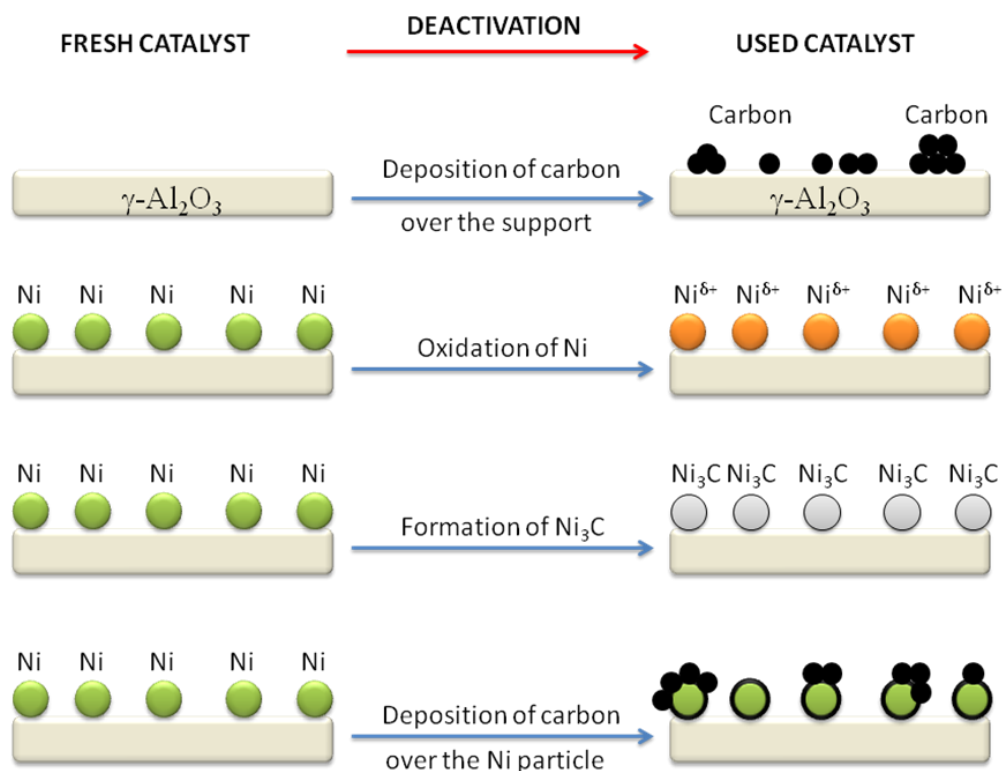 FRESH CATALYST
DEACTIVATION
USED CATALYST
Carbon
Carbon
γ-Al₂O₃
Deposition of carbon
over the support
γ-Al₂O₃
Ni Ni Ni Ni Ni
Oxidation of Ni
Niᵟ⁺ Niᵟ⁺ Niᵟ⁺ Niᵟ⁺ Niᵟ⁺
Ni Ni Ni Ni Ni
Formation of Ni₃C
Ni₃C Ni₃C Ni₃C Ni₃C Ni₃C
Ni Ni Ni Ni Ni
Deposition of carbon
over the Ni particle